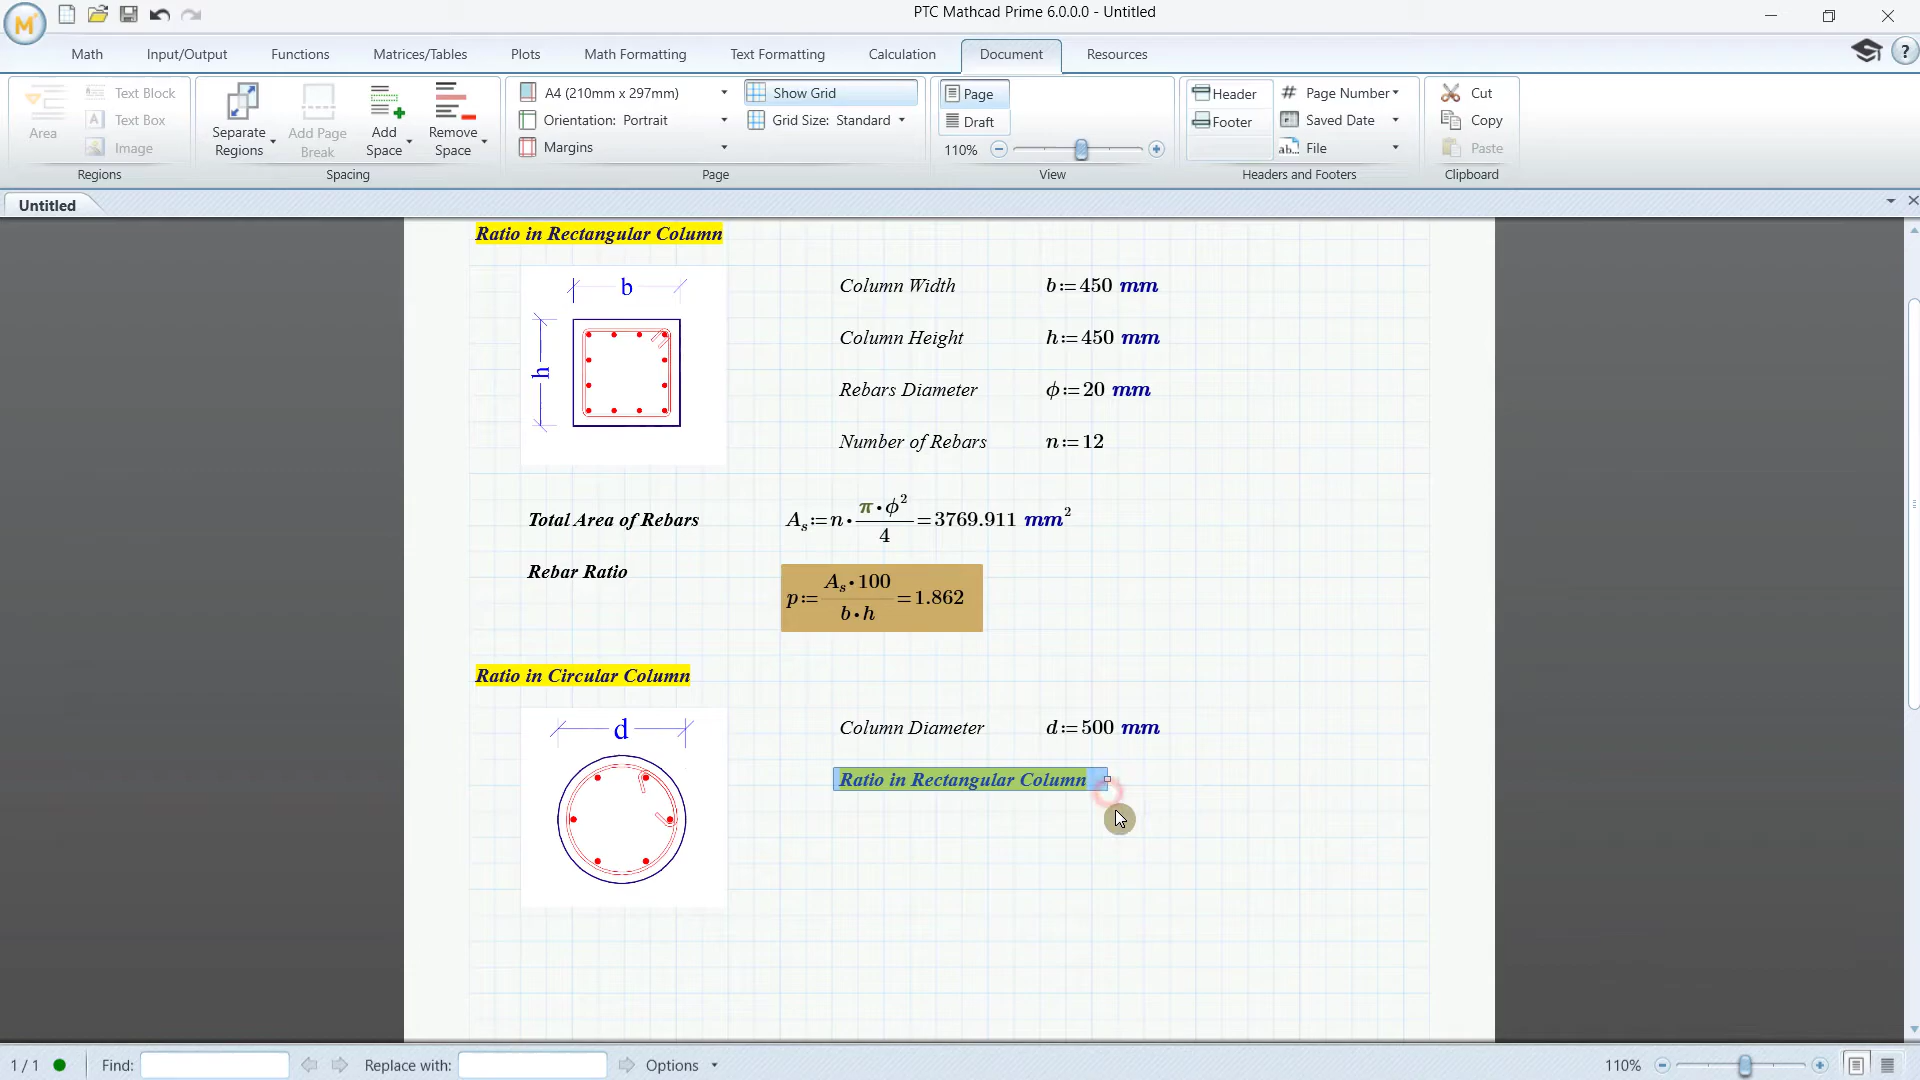 PTC Mathcad Prime 6.0.0.0 - Untitled
Math Input/Output Functions Matrices/Tables Plots Math Formatting Text Formatting Calculation Document Resources
?
Area
Text Block
Text Box
Image
Regions
Separate Regions
Add Page Break
Add Space
Remove Space
Spacing
A4 (210mm x 297mm)
Orientation: Portrait
Margins
Show Grid
Grid Size: Standard
Page
Page
Draft
110%
View
Header
Footer
# Page Number
Saved Date
File
Headers and Footers
Cut
Copy
Paste
Clipboard
Untitled
Ratio in Rectangular Column
b
h
Column Width b:=450 mm
Column Height h:=450 mm
Rebars Diameter ϕ:=20 mm
Number of Rebars n:=12
Total Area of Rebars As:=n•π•ϕ²/4=3769.911 mm²
Rebar Ratio p:=As•100/b•h=1.862
Ratio in Circular Column
d
Column Diameter d:=500 mm
Ratio in Rectangular Column
1 / 1 Find: Replace with: Options 110%